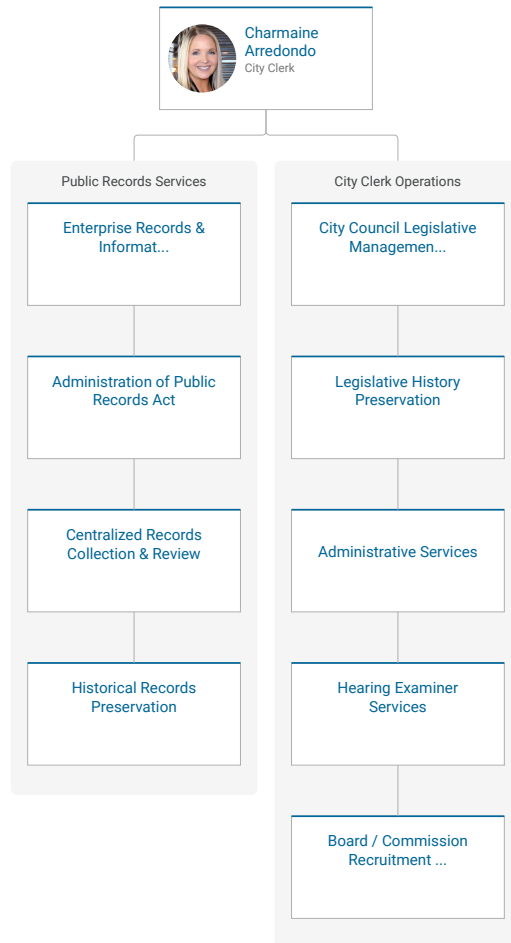 Charmaine
Arredondo
City Clerk
Public Records Services
Enterprise Records &
Informat...
Administration of Public
Records Act
Centralized Records
Collection & Review
Historical Records
Preservation
City Clerk Operations
City Council Legislative
Managemen...
Legislative History
Preservation
Administrative Services
Hearing Examiner
Services
Board / Commission
Recruitment ...